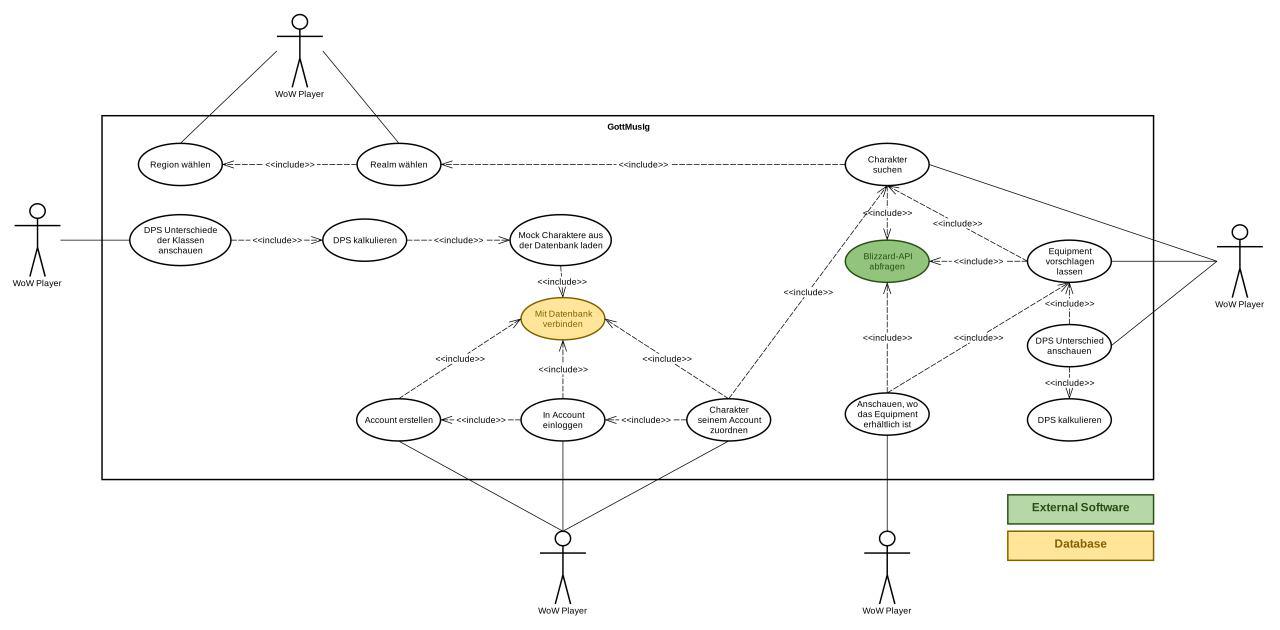 WoW Player
GottMusig
Region wählen
<<include>>
Realm wählen
<<include>>
Charakter
suchen
WoW Player
DPS Unterschiede
der Klassen
anschauen
<<include>>
DPS kalkulieren
<<include>>
Mock Charaktere aus
der Datenbank laden
<<include>>
<<include>>
Blizzard-API
abfragen
<<include>>
Equipment
vorschlagen
lassen
WoW Player
<<include>>
<<include>>
<<include>>
Mit Datenbank
verbinden
<<include>>
DPS Unterschied
anschauen
<<include>>
<<include>>
<<include>>
<<include>>
<<include>>
<<include>>
Account erstellen
<<include>>
In Account
einloggen
<<include>>
Charakter
seinem Account
zuordnen
Anschauen, wo
das Equipment
erhältlich ist
DPS kalkulieren
External Software
Database
WoW Player
WoW Player